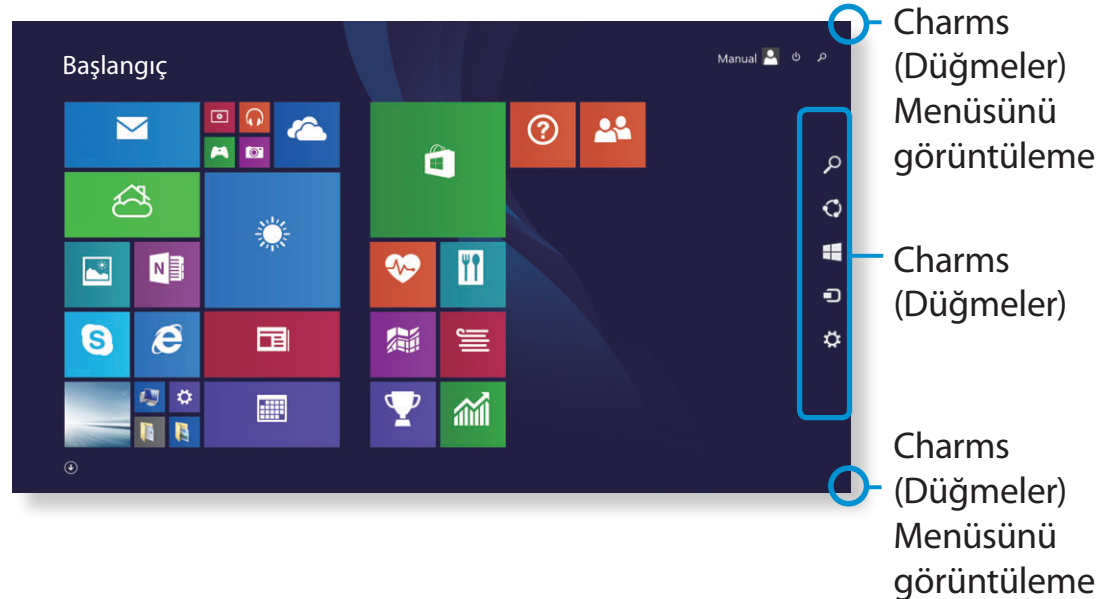 Başlangıç
Manual
Charms
(Düğmeler)
Menüsünü
görüntüleme
Charms
(Düğmeler)
Charms
(Düğmeler)
Menüsünü
görüntüleme